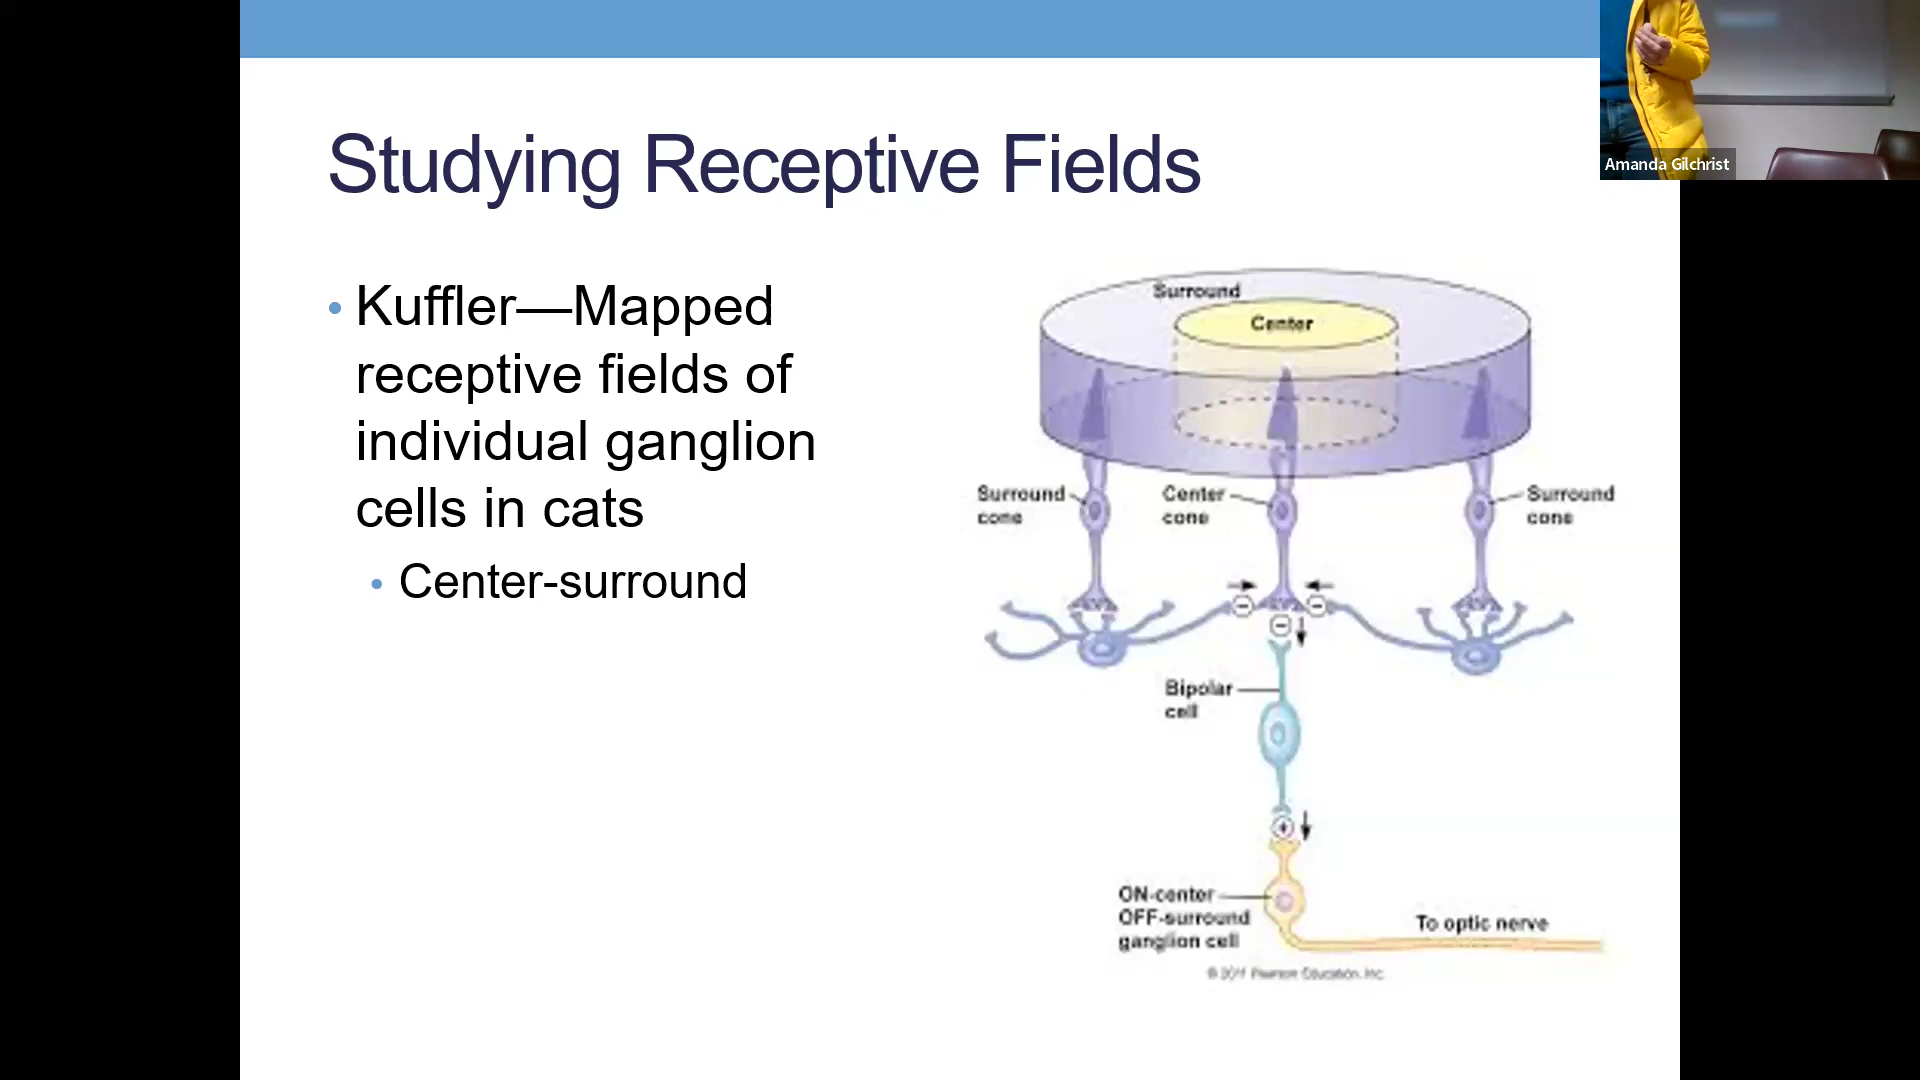 Amanda Gilchrist
Studying Receptive Fields
• Kuffler—Mapped
receptive fields of
individual ganglion
cells in cats
• Center-surround
Surround
Center
Surround
cone
Center
cone
Surround
cone
Bipolar
cell
ON-center
OFF-surround
ganglion cell
To optic nerve
© 2011 Pearson Education, Inc.